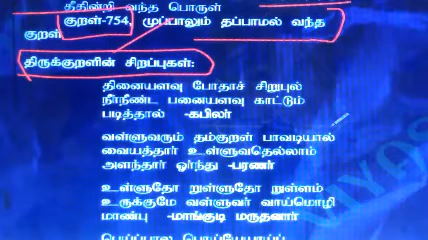 தீதின்றி வந்த பொருள்
குறள்-754, முப்பாலும் தப்பாமல் வந்த
குறள்
திருக்குறளின் சிறப்புகள்:
தினையளவு போதாச் சிறுபுல்
நீர்நீண்ட பனையளவு காட்டும்
படித்தால் -கபிலர்
வள்ளுவரும் தம்குறள் பாவடியால்
வையத்தார் உள்ளுவதெல்லாம்
அளந்தார் ஓர்ந்து -பரணர்
உள்ளுதோ றுள்ளுதோ றுள்ளம்
உருக்குமே வள்ளுவர் வாய்மொழி
மாண்பு -மாங்குடி மருதனார்